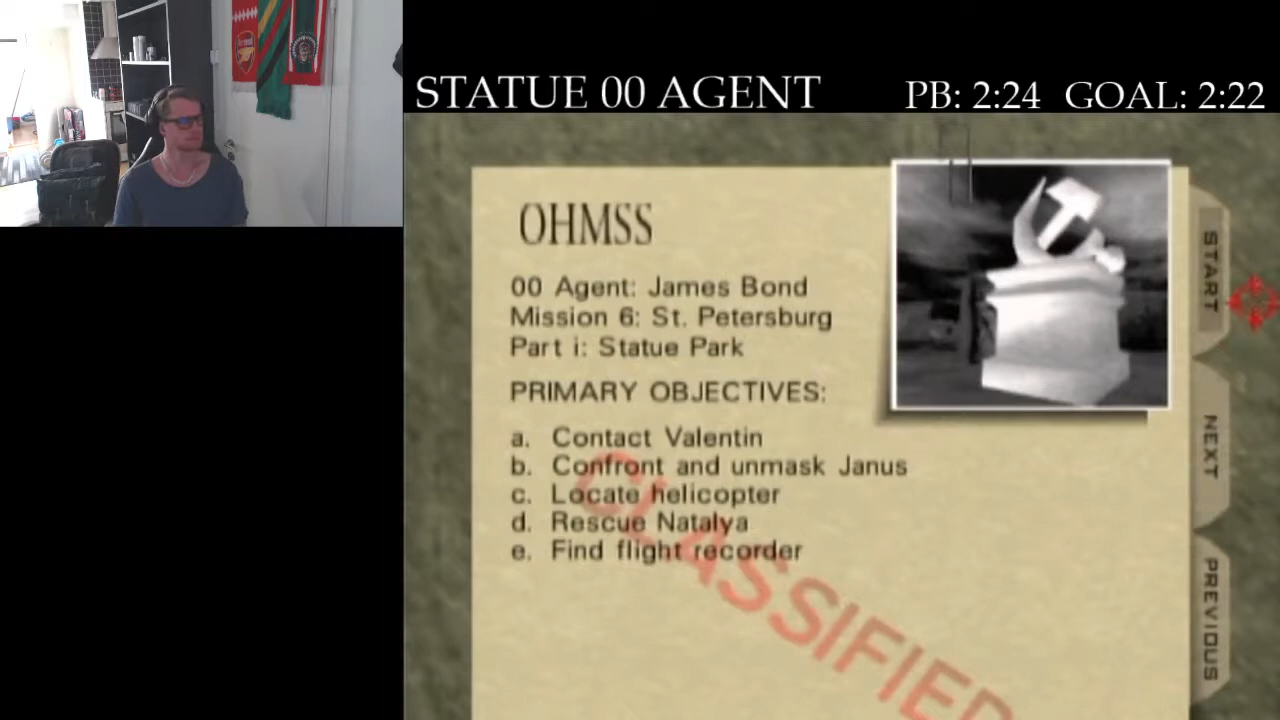 STATUE 00 AGENT PB: 2:24 GOAL: 2:22
OHMSS
00 Agent: James Bond
Mission 6: St. Petersburg
Part i: Statue Park
PRIMARY OBJECTIVES:
a. Contact Valentin
b. Confront and unmask Janus
c. Locate helicopter
d. Rescue Natalya
e. Find flight recorder
CLASSIFIED
START
NEXT
PREVIOUS